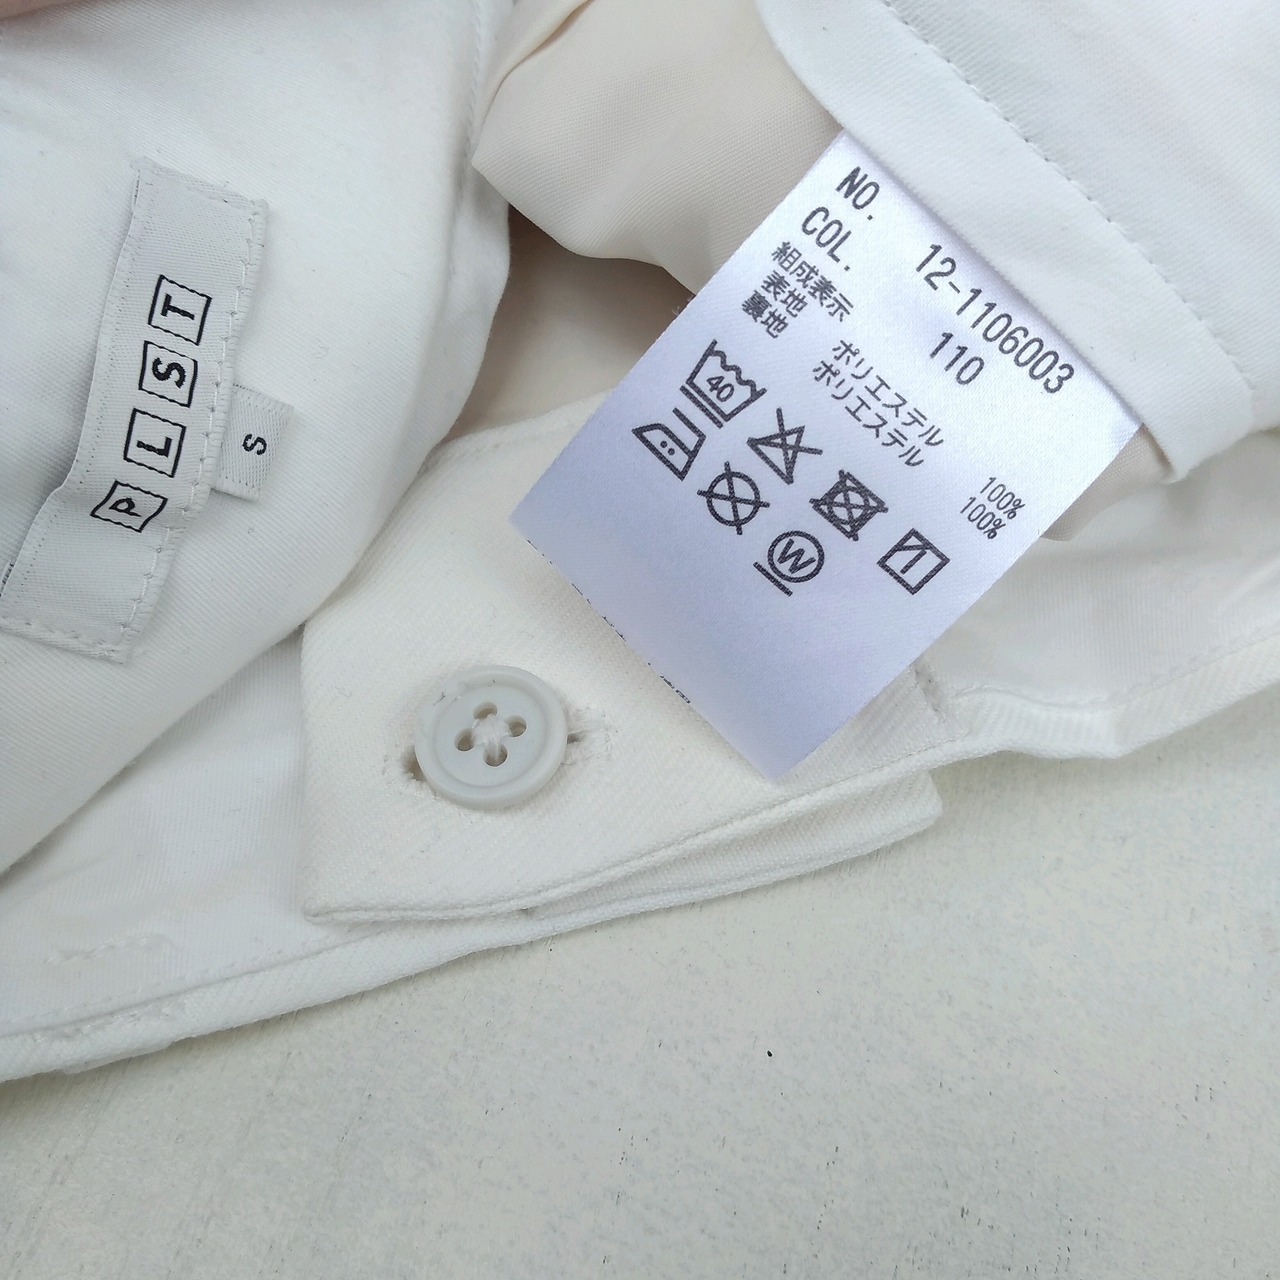 PLST
S
NO. 12-1106003
COL. 110
組成表示
表地 ポリエステル 100%
裏地 ポリエステル 100%
40
W